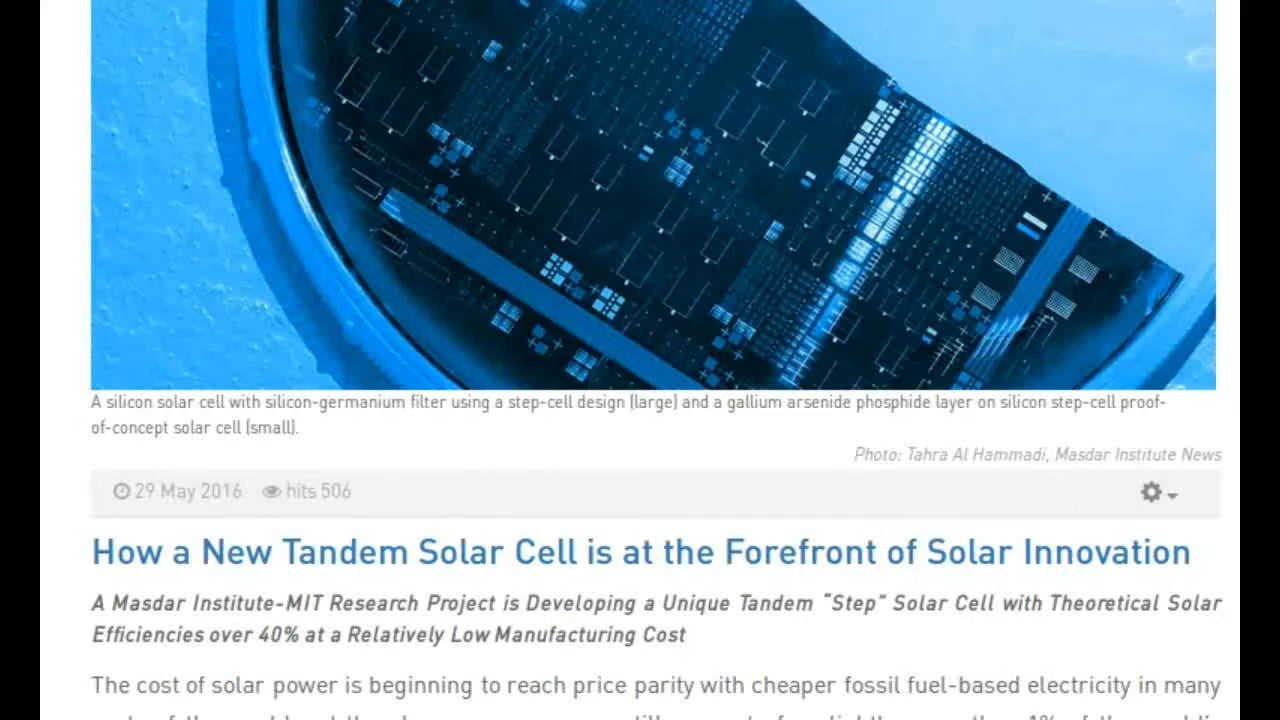 A silicon solar cell with silicon-germanium filter using a step-cell design (large) and a gallium arsenide phosphide layer on silicon step-cell proof-
of-concept solar cell (small).
Photo: Tahra Al Hammadi, Masdar Institute News
29 May 2016 hits 506
How a New Tandem Solar Cell is at the Forefront of Solar Innovation
A Masdar Institute-MIT Research Project is Developing a Unique Tandem “Step” Solar Cell with Theoretical Solar
Efficiencies over 40% at a Relatively Low Manufacturing Cost
The cost of solar power is beginning to reach price parity with cheaper fossil fuel-based electricity in many